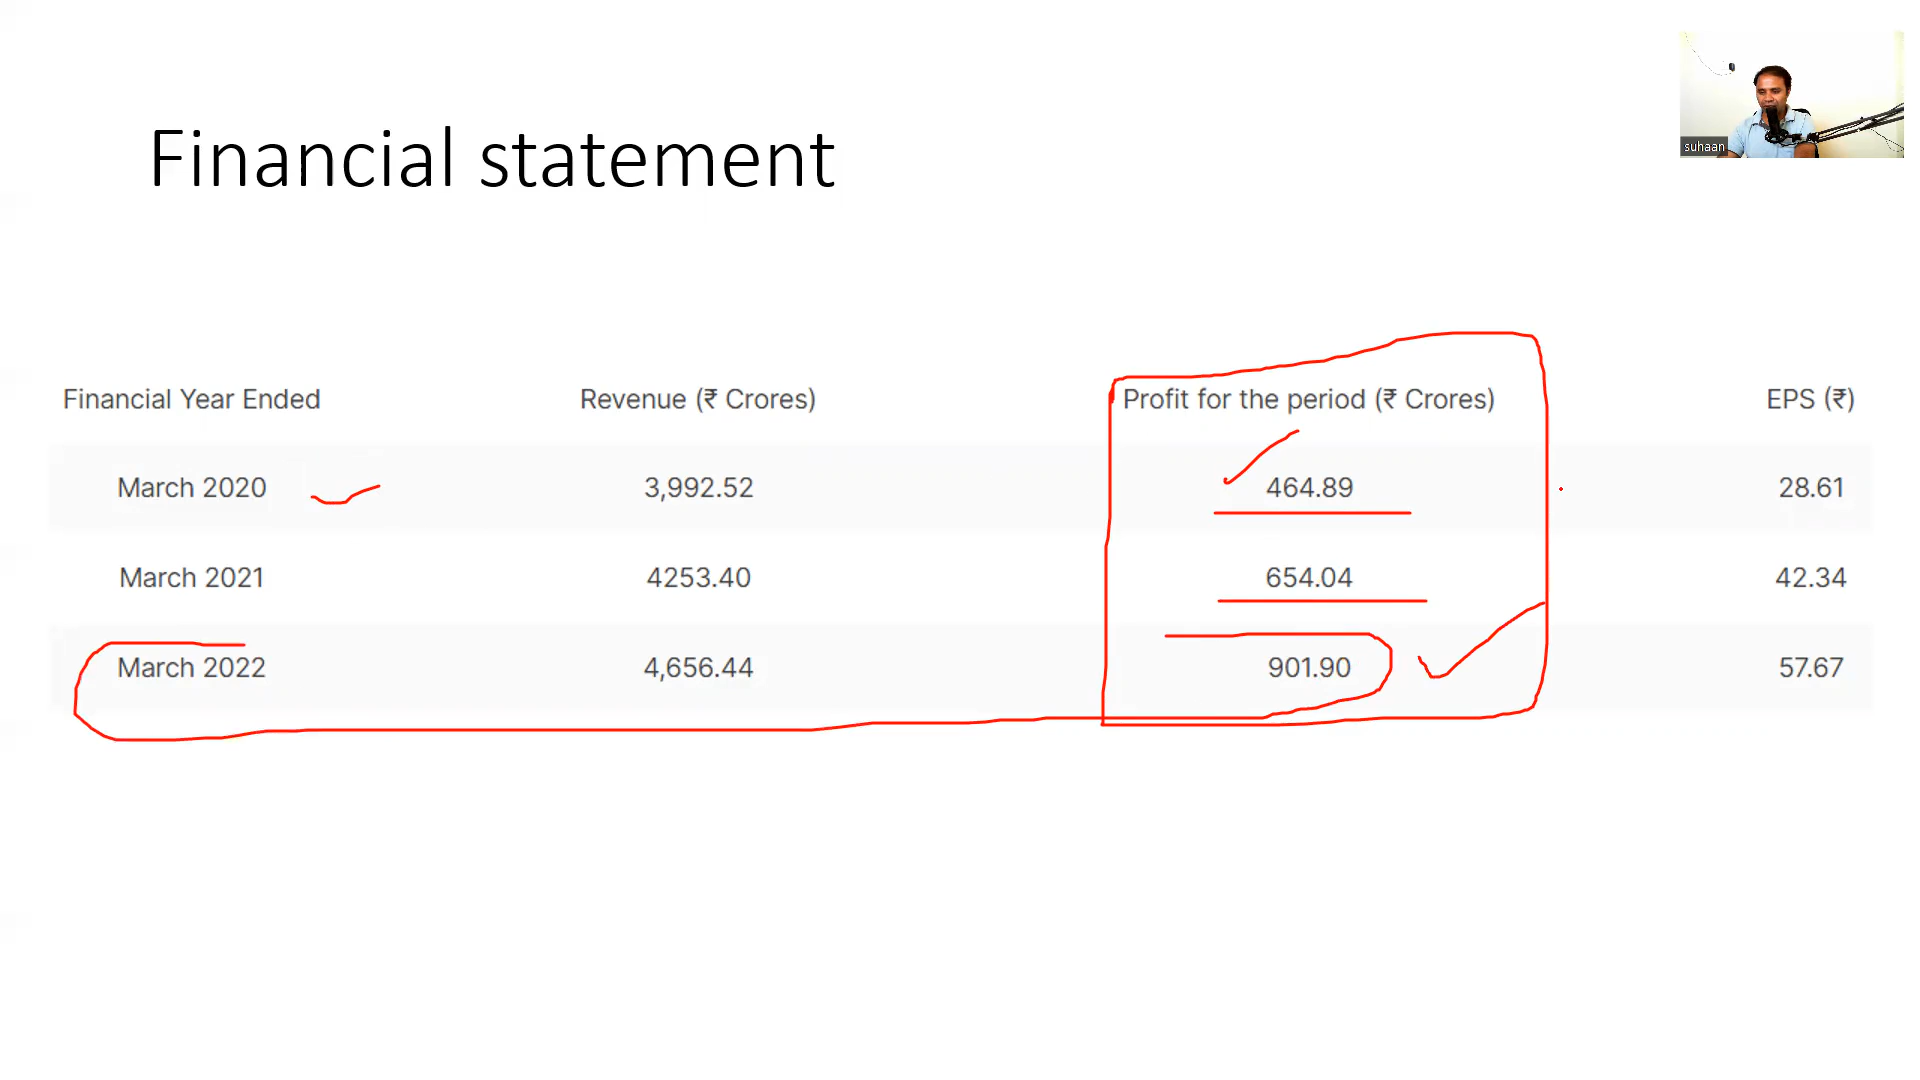 suhaan
Financial statement
Financial Year Ended Revenue (₹ Crores) Profit for the period (₹ Crores) EPS (₹)
March 2020 3,992.52 464.89 28.61
March 2021 4253.40 654.04 42.34
March 2022 4,656.44 901.90 57.67